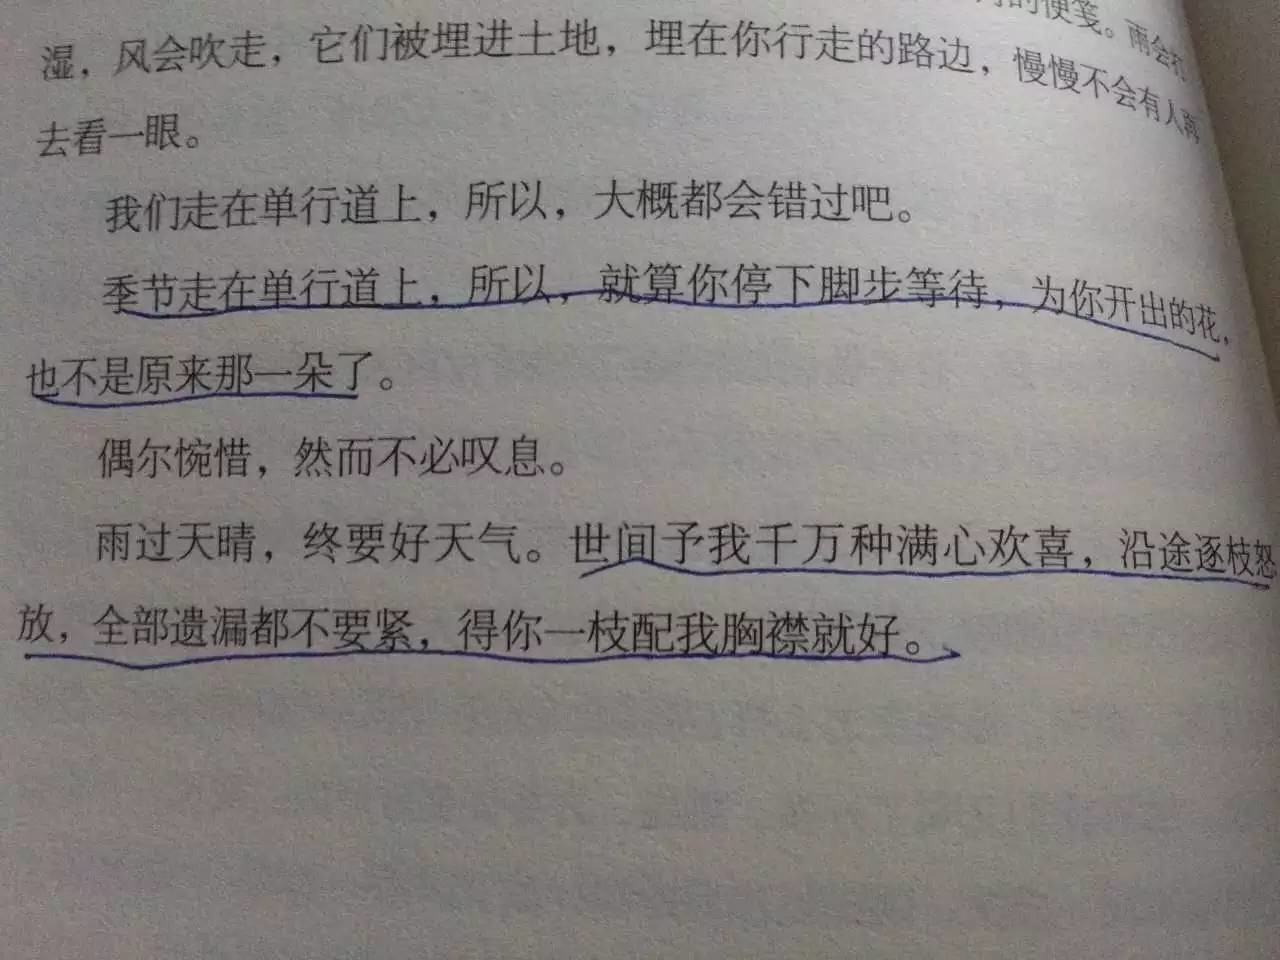 的便笺。雨会打
湿，风会吹走，它们被埋进土地，埋在你行走的路边，慢慢不会有人再
去看一眼。
我们走在单行道上，所以，大概都会错过吧。
季节走在单行道上，所以，就算你停下脚步等待，为你开出的花，
也不是原来那一朵了。
偶尔惋惜，然而不必叹息。
雨过天晴，终要好天气。世间予我千万种满心欢喜，沿途逐枝怒
放，全部遗漏都不要紧，得你一枝配我胸襟就好。